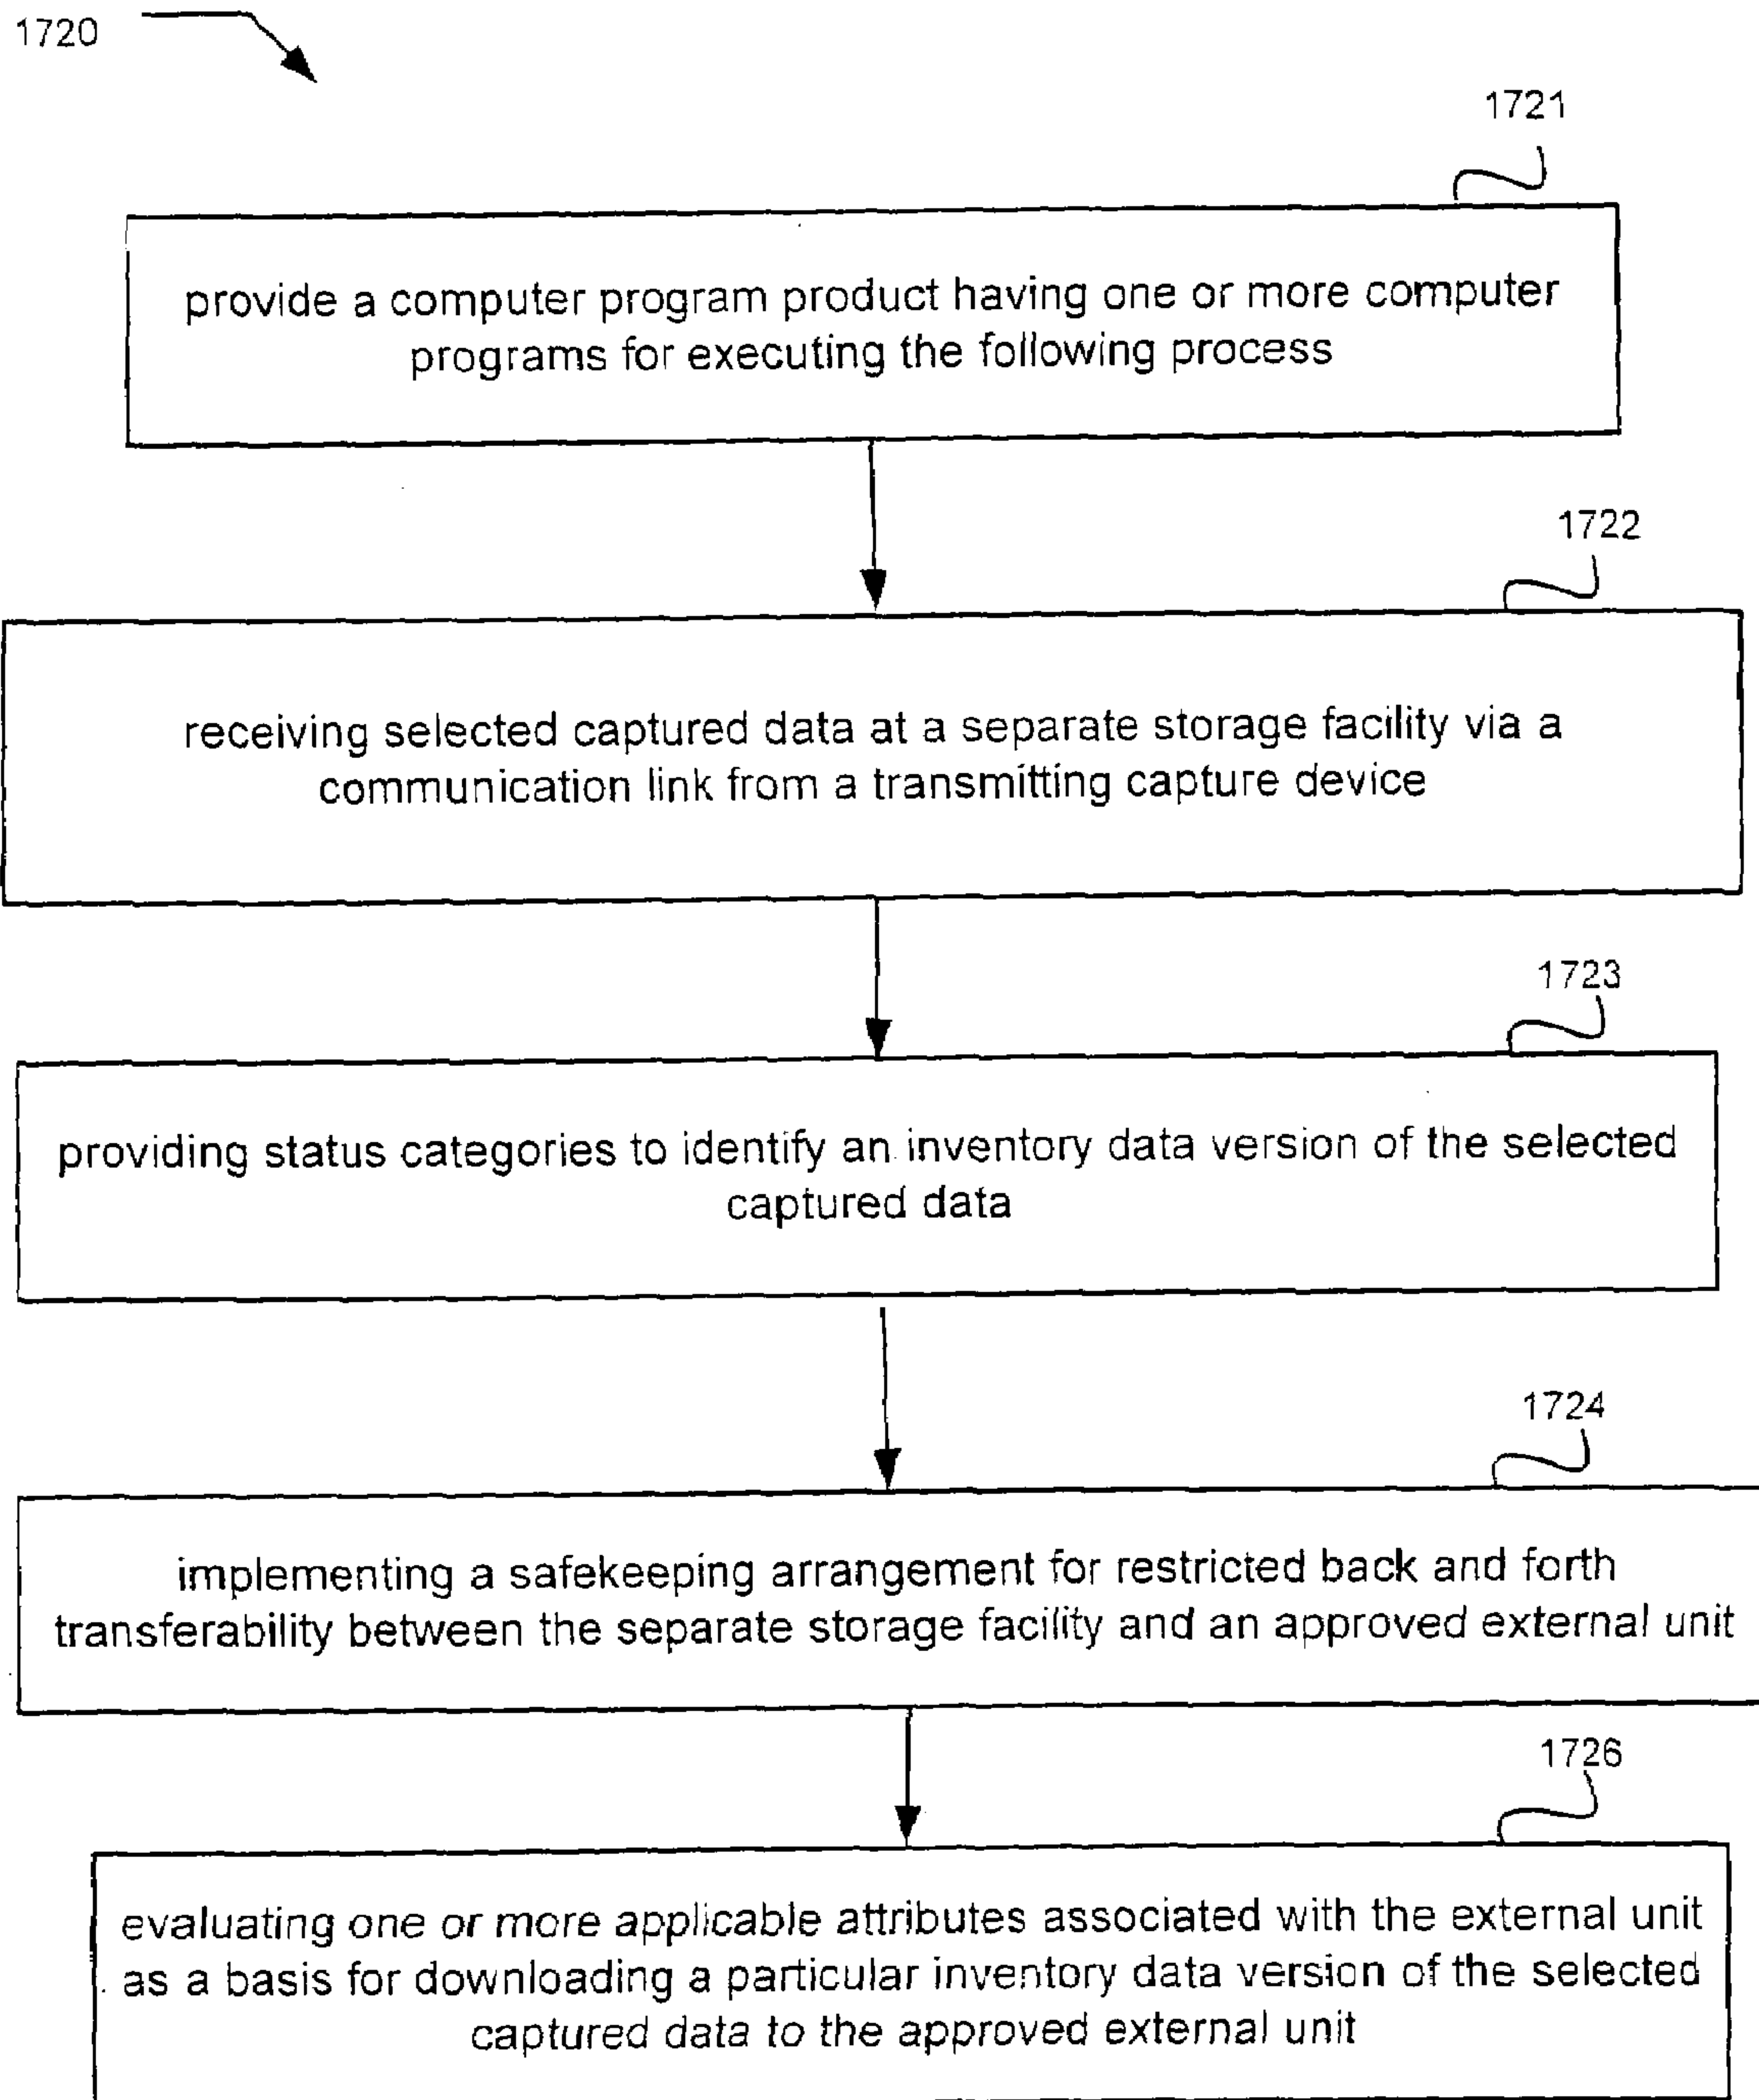 1720
1721
provide a computer program product having one or more computer
programs for executing the following process
1722
receiving selected captured data at a separate storage facility via a
communication link from a transmitting capture device
1723
providing status categories to identify an inventory data version of the selected
captured data
1724
implementing a safekeeping arrangement for restricted back and forth
transferability between the separate storage facility and an approved external unit
1726
evaluating one or more applicable attributes associated with the external unit
as a basis for downloading a particular inventory data version of the selected
captured data to the approved external unit